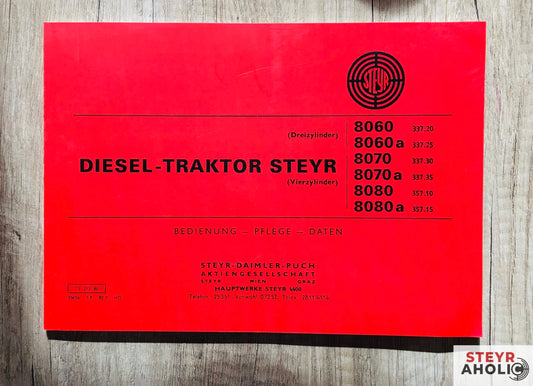 STEYR
(Dreizylinder)
8060 337.20
8060a 337.25
DIESEL-TRAKTOR STEYR
8070 337.30
8070a 337.35
(Vierzylinder)
8080 357.10
8080a 357.15
BEDIENUNG — PFLEGE — DATEN
STEYR-DAIMLER-PUCH
AKTIENGESELLSCHAFT
STEYR WIEN GRAZ
HAUPTWERKE STEYR 4400
Telefon
STEYR
AHOLIC